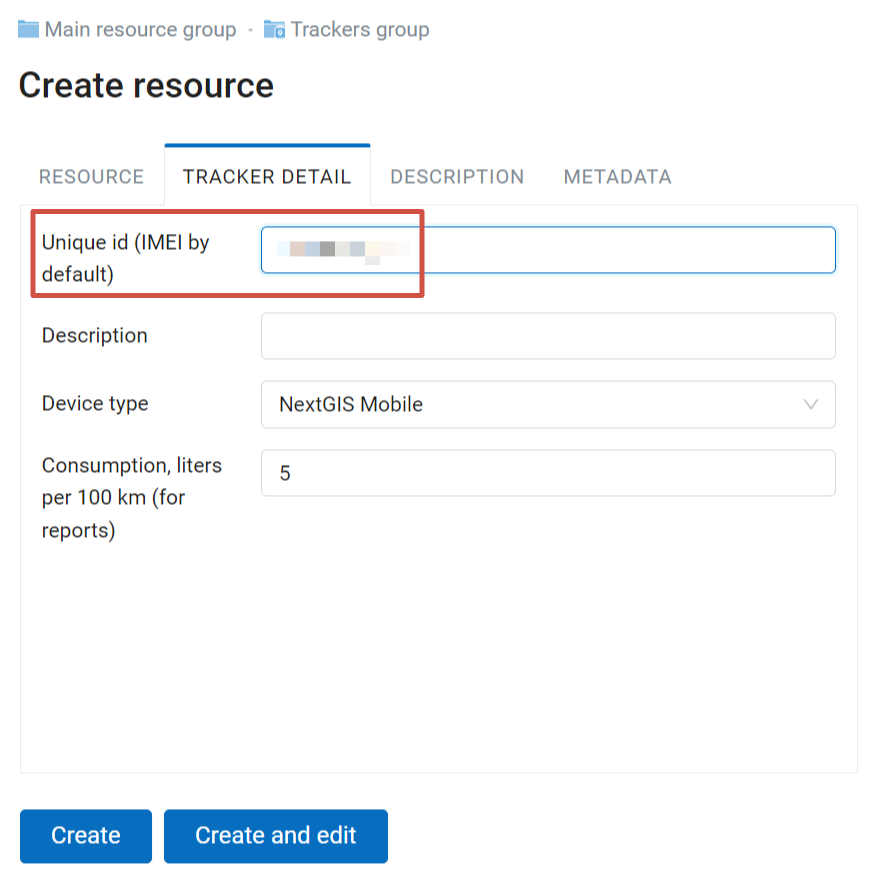 Main resource group · Trackers group
Create resource
RESOURCE TRACKER DETAIL DESCRIPTION METADATA
Unique id (IMEI by
default)
Description
Device type NextGIS Mobile
Consumption, liters 5
per 100 km (for
reports)
Create Create and edit